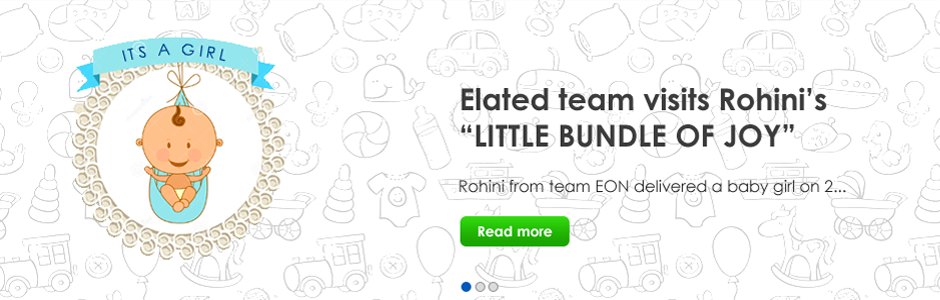 ITS A GIRL
Elated team visits Rohini’s
“LITTLE BUNDLE OF JOY”
Rohini from team EON delivered a baby girl on 2...
Read more